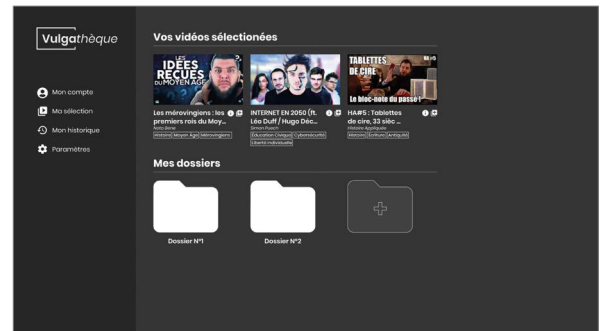 Vulgathèque
Mon compte
Ma sélection
Mon historique
Paramètres
Vos vidéos sélectionées
LES
IDÉES
REÇUES
DU MOYEN ÂGE
TABLETTES
DE CIRE
Le bloc-note du passé !
Les mérovingiens : les
premiers rois du Moy...
Nota Bene
Histoire Moyen Age Mérovingiens
INTERNET EN 2050 (ft.
Léo Duff / Hugo Déc...
Simon Puech
Éducation Civique Cybersécurité
Liberté individuelle
HA#5 : Tablettes
de cire, 33 sièc ...
Histoire Appliquée
Histoire Écriture Antiquité
Mes dossiers
Dossier N°1
Dossier N°2